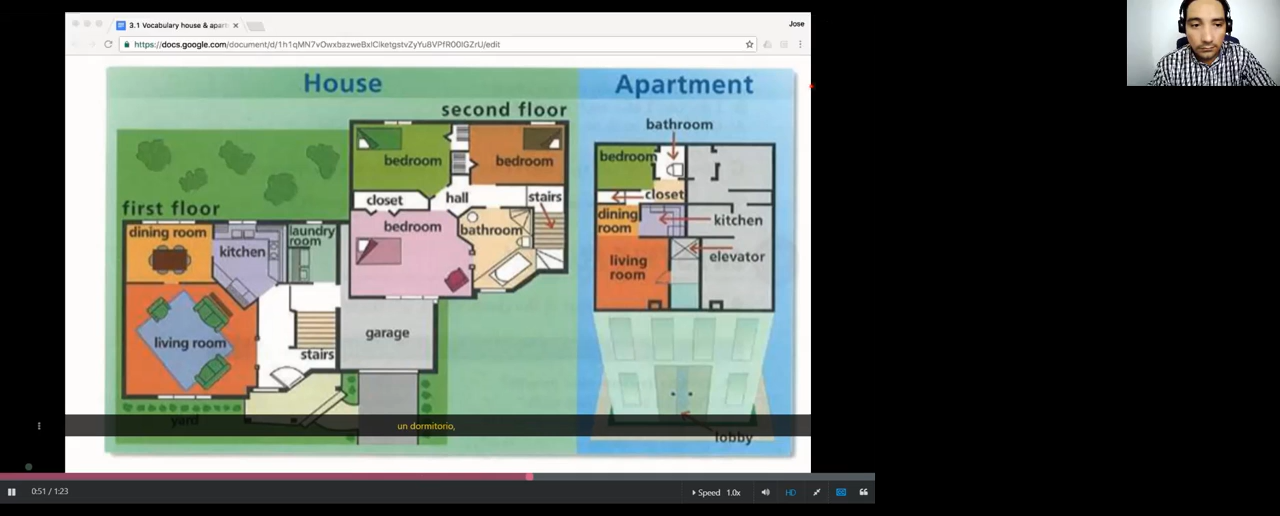 3.1 Vocabulary house & apart
Jose
https://docs.google.com/document/d/
House
Apartment
second floor
bathroom
bedroom
bedroom
bedroom
closet
hall
stairs
closet
first floor
dining room
kitchen
laundry
room
bedroom
bathroom
dining
room
kitchen
living
room
elevator
living room
garage
stairs
yard
un dormitorio,
lobby
0:51 / 1:23
Speed 1.0x
HD